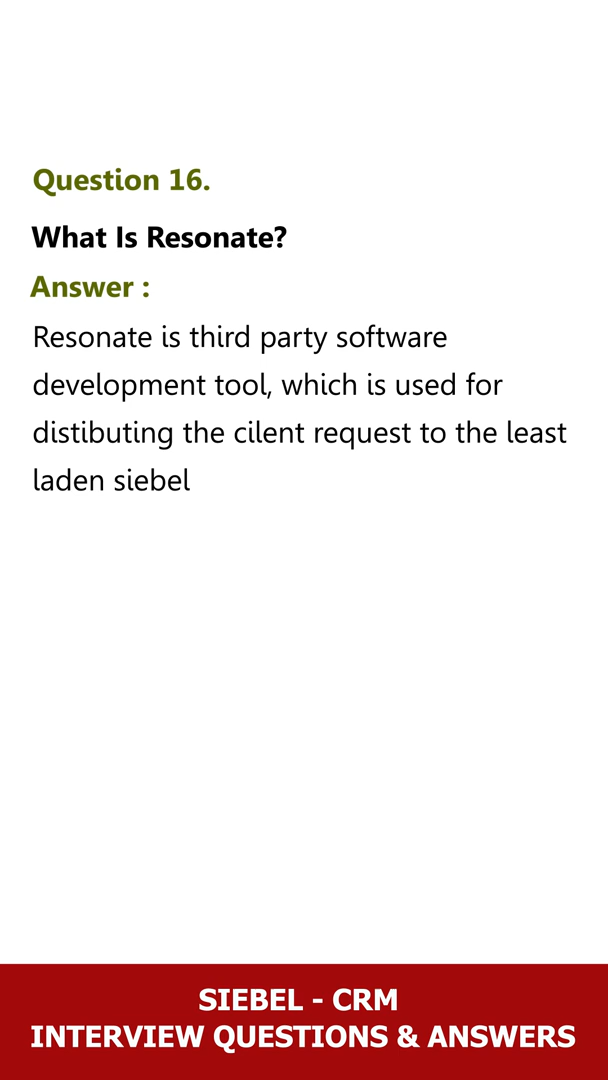 Question 16.
What Is Resonate?
Answer :
Resonate is third party software
development tool, which is used for
distibuting the cilent request to the least
laden siebel
SIEBEL - CRM
INTERVIEW QUESTIONS & ANSWERS